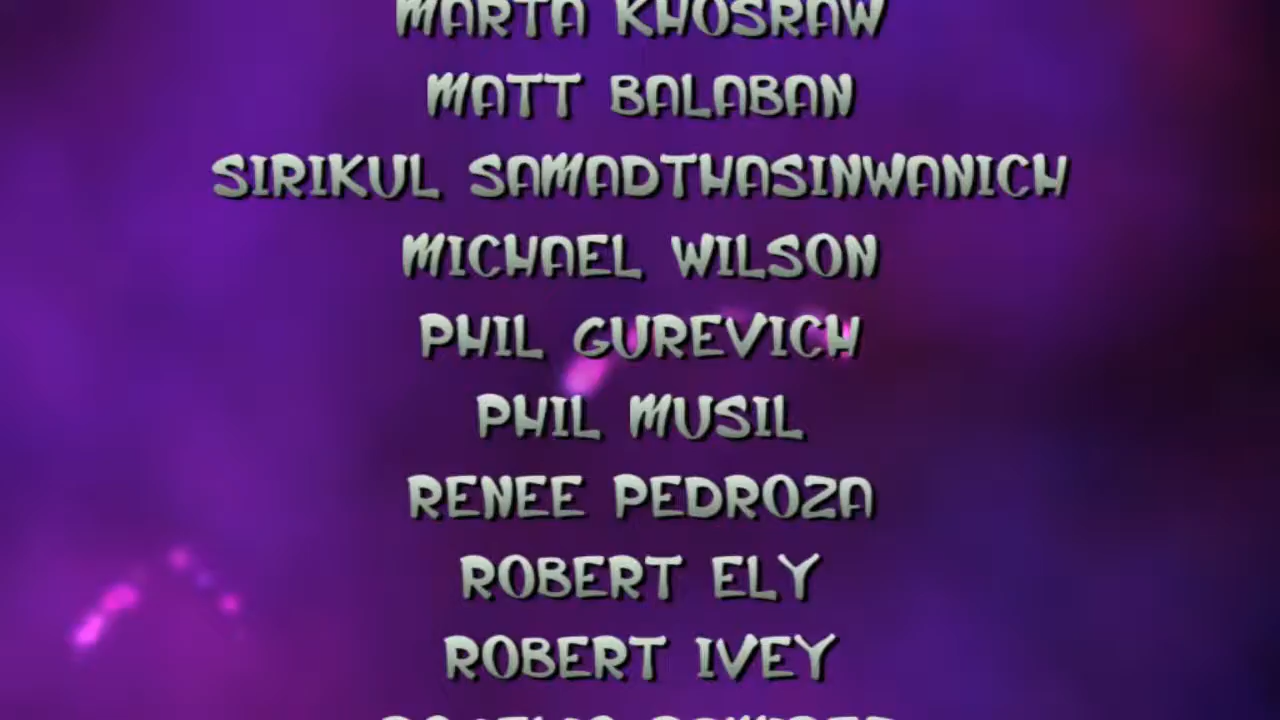 MARTA KHOSRAW
MATT BALABAN
SIRIKUL SAMADTHASINWANICH
MICHAEL WILSON
PHIL GUREVICH
PHIL MUSIL
RENEE PEDROZA
ROBERT ELY
ROBERT IVEY